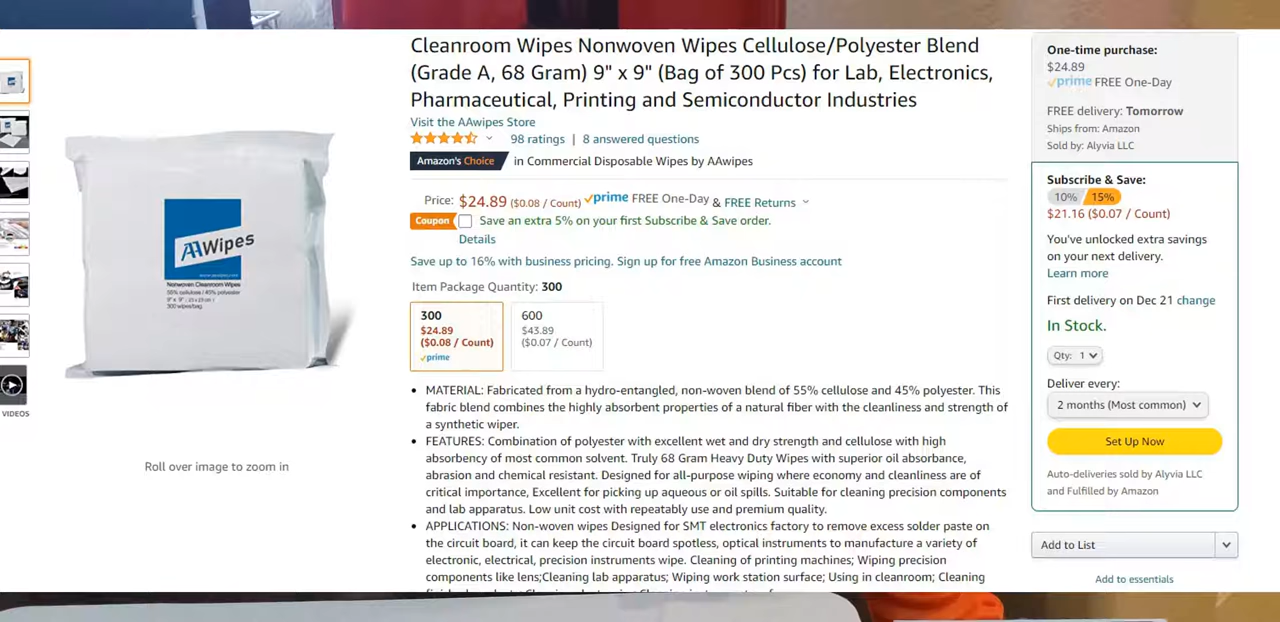 Cleanroom Wipes Nonwoven Wipes Cellulose/Polyester Blend
(Grade A, 68 Gram) 9" x 9" (Bag of 300 Pcs) for Lab, Electronics,
Pharmaceutical, Printing and Semiconductor Industries
Visit the AAwipes Store
98 ratings | 8 answered questions
Amazon's Choice in Commercial Disposable Wipes by AAwipes
Price: $24.89 ($0.08 / Count) prime FREE One-Day & FREE Returns
Coupon Save an extra 5% on your first Subscribe & Save order.
Details
Save up to 16% with business pricing. Sign up for free Amazon Business account
Item Package Quantity: 300
300
$24.89
($0.08 / Count)
prime
600
$43.89
($0.07 / Count)
• MATERIAL: Fabricated from a hydro-entangled, non-woven blend of 55% cellulose and 45% polyester. This
fabric blend combines the highly absorbent properties of a natural fiber with the cleanliness and strength of
a synthetic wiper.
• FEATURES: Combination of polyester with excellent wet and dry strength and cellulose with high
absorbency of most common solvent. Truly 68 Gram Heavy Duty Wipes with superior oil absorbance,
abrasion and chemical resistant. Designed for all-purpose wiping where economy and cleanliness are of
critical importance, Excellent for picking up aqueous or oil spills. Suitable for cleaning precision components
and lab apparatus. Low unit cost with repeatably use and premium quality.
• APPLICATIONS: Non-woven wipes Designed for SMT electronics factory to remove excess solder paste on
the circuit board, it can keep the circuit board spotless, optical instruments to manufacture a variety of
electronic, electrical, precision instruments wipe. Cleaning of printing machines; Wiping precision
components like lens;Cleaning lab apparatus; Wiping work station surface; Using in cleanroom; Cleaning
AAWipes
Nonwoven Cleanroom Wipes
55% cellulose / 45% polyester
300 wipes/bag
VIDEOS
Roll over image to zoom in
One-time purchase:
$24.89
prime FREE One-Day
FREE delivery: Tomorrow
Ships from: Amazon
Sold by: Alyvia LLC
Subscribe & Save:
10% 15%
$21.16 ($0.07 / Count)
You've unlocked extra savings
on your next delivery.
Learn more
First delivery on Dec 21 change
In Stock.
Qty: 1
Deliver every:
2 months (Most common)
Set Up Now
Auto-deliveries sold by Alyvia LLC
and Fulfilled by Amazon
Add to List
Add to essentials